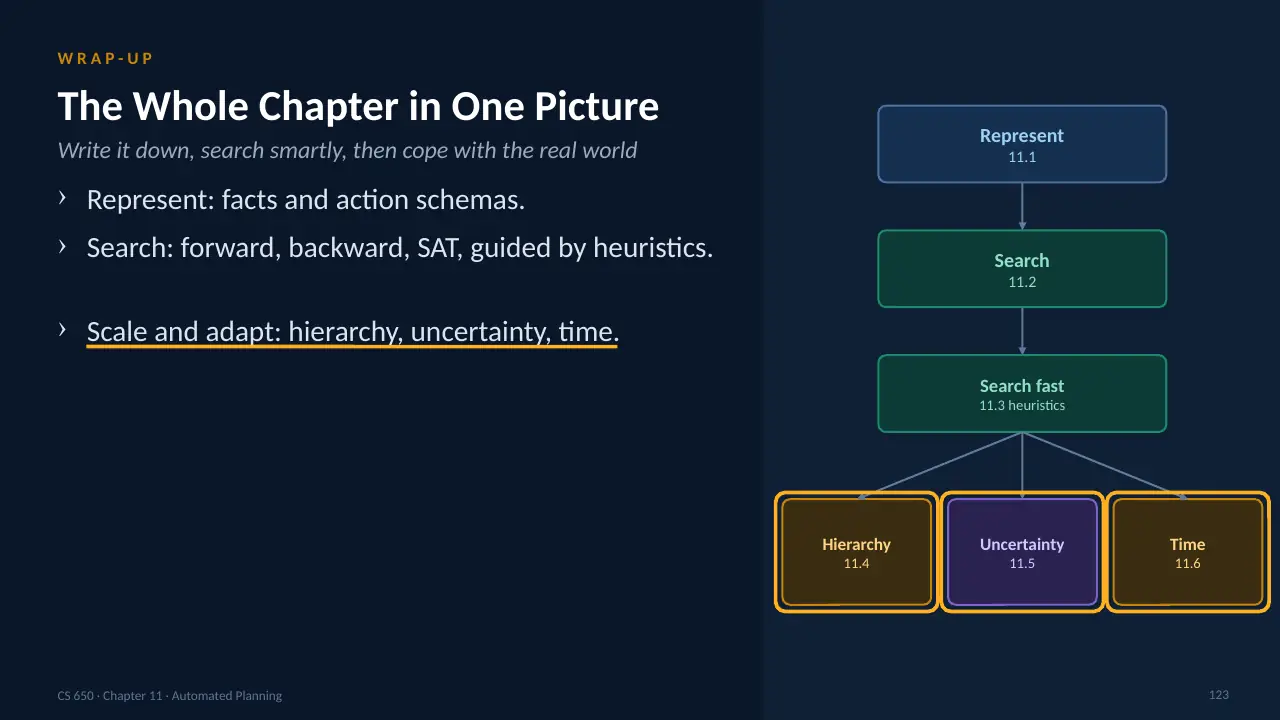 WRAP-UP
The Whole Chapter in One Picture
Write it down, search smartly, then cope with the real world
› Represent: facts and action schemas.
› Search: forward, backward, SAT, guided by heuristics.
› Scale and adapt: hierarchy, uncertainty, time.
Represent
11.1
Search
11.2
Search fast
11.3 heuristics
Hierarchy
11.4
Uncertainty
11.5
Time
11.6
CS 650 · Chapter 11 · Automated Planning
123